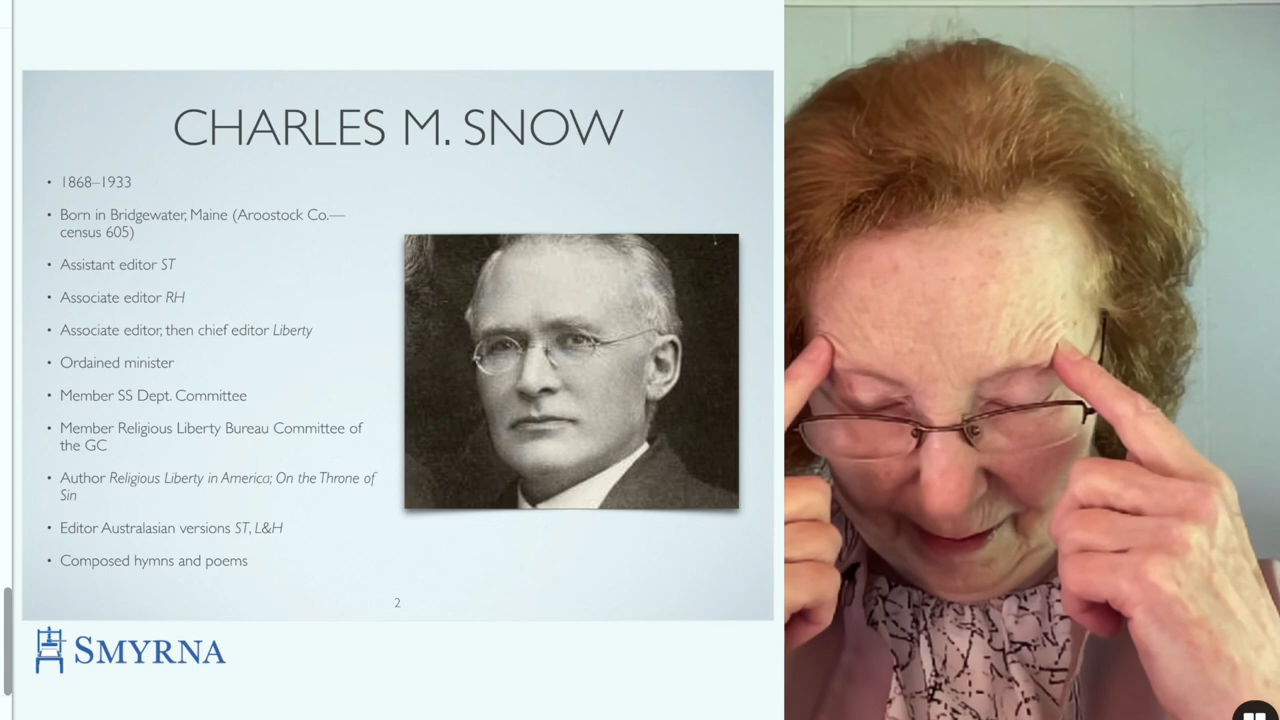 CHARLES M. SNOW
• 1868–1933
• Born in Bridgewater, Maine (Aroostock Co.—
census 605)
• Assistant editor ST
• Associate editor RH
• Associate editor, then chief editor Liberty
• Ordained minister
• Member SS Dept. Committee
• Member Religious Liberty Bureau Committee of
the GC
• Author Religious Liberty in America; On the Throne of
Sin
• Editor Australasian versions ST, L&H
• Composed hymns and poems
2
SMYRNA